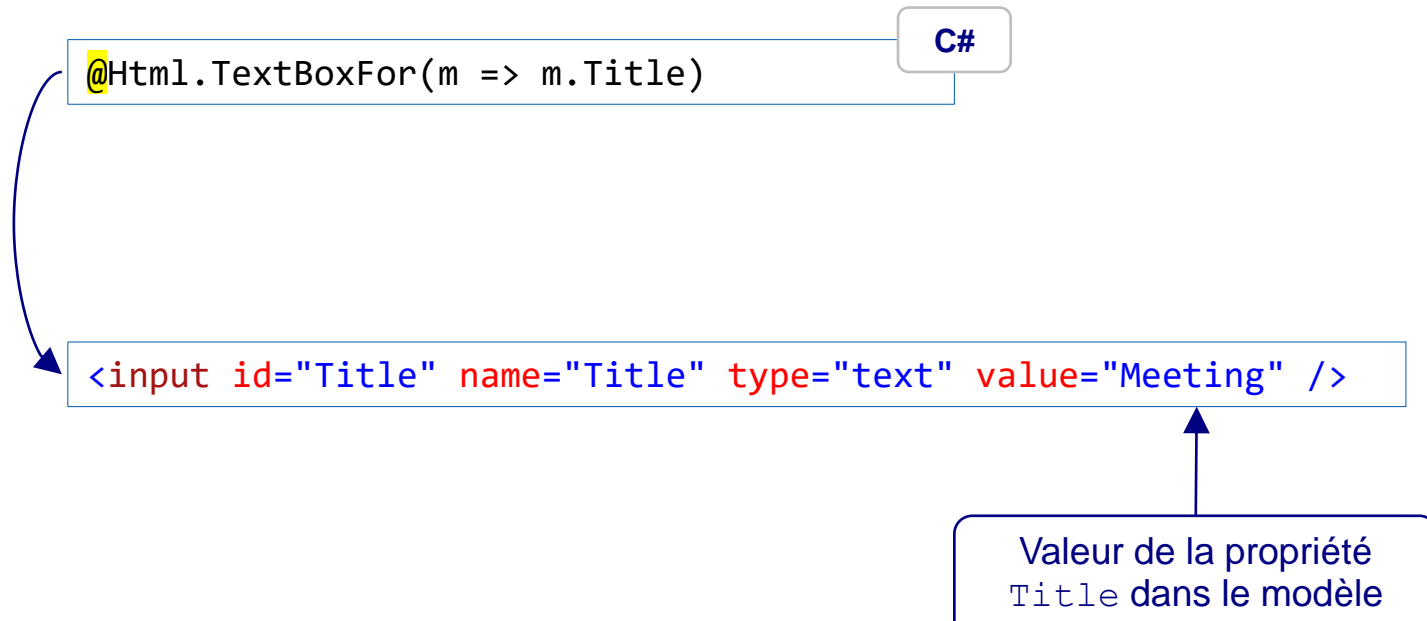 C#
@Html.TextBoxFor(m => m.Title)
<input id="Title" name="Title" type="text" value="Meeting" />
Valeur de la propriété
Title dans le modèle